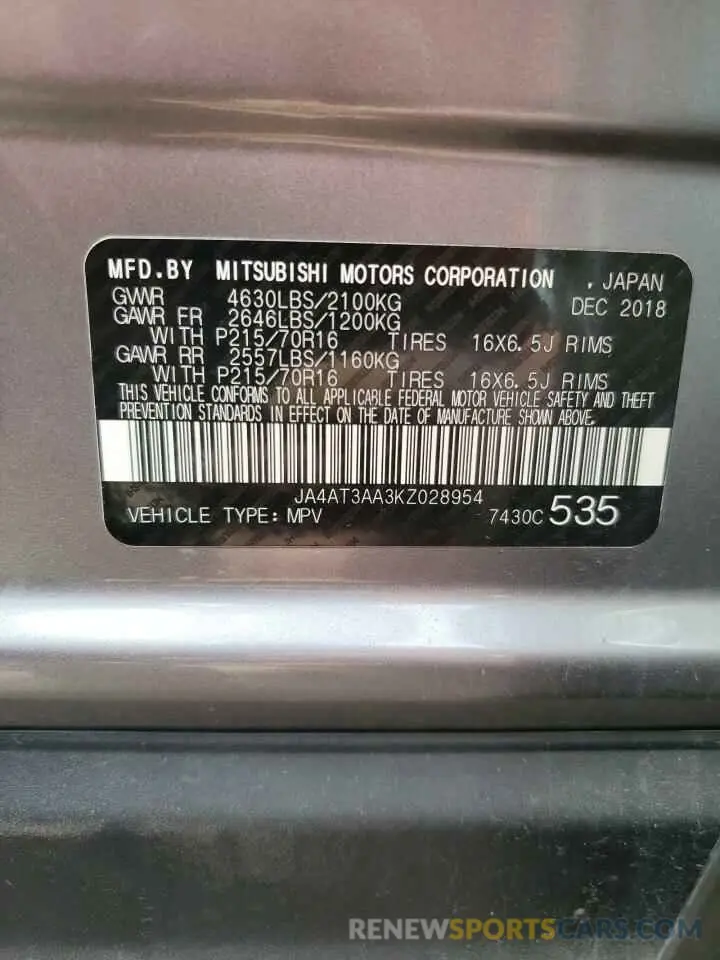 MFD.BY MITSUBISHI MOTORS CORPORATION , JAPAN
GVWR 4630LBS/2100KG DEC 2018
GAWR FR 2646LBS/1200KG
WITH P215/70R16 TIRES 16X6.5J RIMS
GAWR RR 2557LBS/1160KG
WITH P215/70R16 TIRES 16X6.5J RIMS
THIS VEHICLE CONFORMS TO ALL APPLICABLE FEDERAL MOTOR VEHICLE SAFETY AND THEFT
PREVENTION STANDARDS IN EFFECT ON THE DATE OF MANUFACTURE SHOWN ABOVE.
JA4AT3AA3KZ028954
VEHICLE TYPE: MPV 7430C 535
RENEWSPORTSCARS.COM